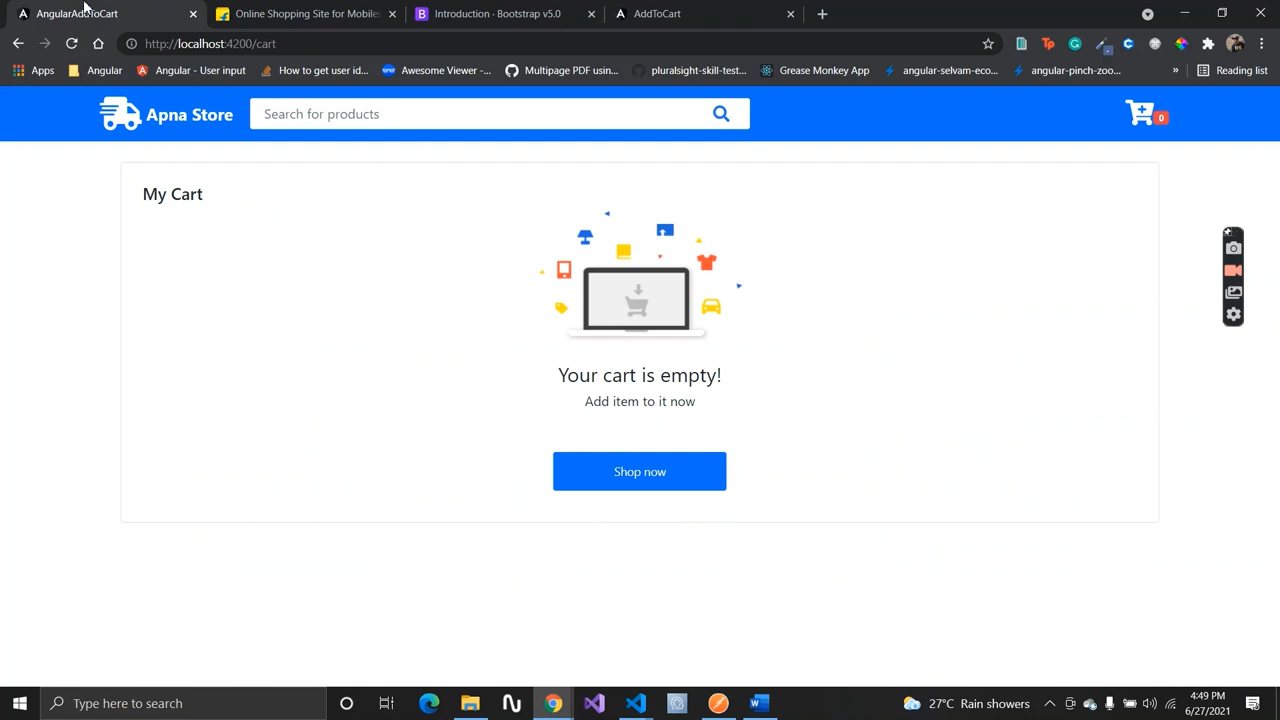 AngularAddToCart
Online Shopping Site for Mobiles
Introduction · Bootstrap v5.0
AddToCart
http://localhost:4200/cart
Apps
Angular
Angular - User input
How to get user id...
Awesome Viewer -...
Multipage PDF usin...
pluralsight-skill-test...
Grease Monkey App
angular-selvam-eco...
angular-pinch-zoo...
»
Reading list
Apna Store
Search for products
0
My Cart
Your cart is empty!
Add item to it now
Shop now
Type here to search
27°C Rain showers
4:49 PM
6/27/2021